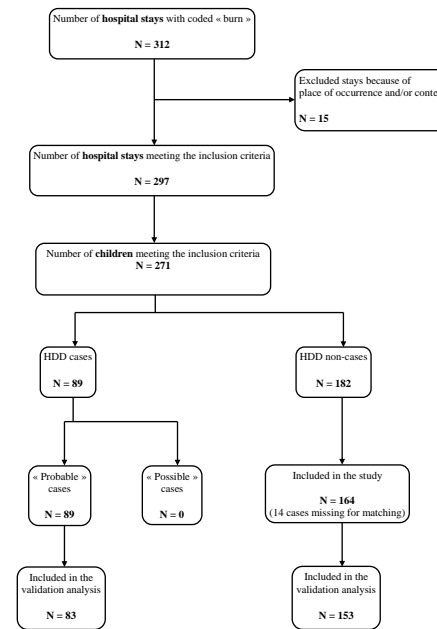 Number of hospital stays with coded « burn »
N = 312
Excluded stays because of
place of occurrence and/or conte
N = 15
Number of hospital stays meeting the inclusion criteria
N = 297
Number of children meeting the inclusion criteria
N = 271
HDD cases
N = 89
HDD non-cases
N = 182
« Probable »
cases
N = 89
« Possible »
cases
N = 0
Included in the study
N = 164
(14 cases missing for matching)
Included in the
validation analysis
N = 83
Included in the
validation analysis
N = 153